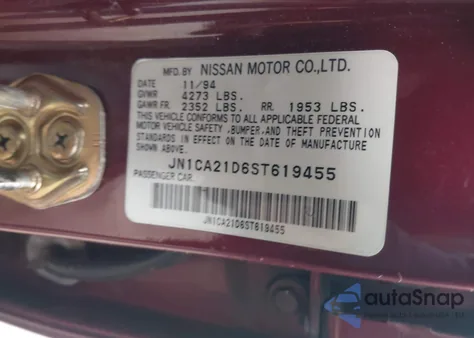 MFD. BY NISSAN MOTOR CO.,LTD.
DATE 11/94
GVWR 4273 LBS.
GAWR FR. 2352 LBS. RR. 1953 LBS.
THIS VEHICLE CONFORMS TO ALL APPLICABLE FEDERAL
MOTOR VEHICLE SAFETY, BUMPER, AND THEFT PREVENTION
STANDARDS IN EFFECT ON THE DATE OF MANUFACTURE
SHOWN ABOVE.
JN1CA21D6ST619455
PASSENGER CAR
JN1CA21D6ST619455
autoSnap